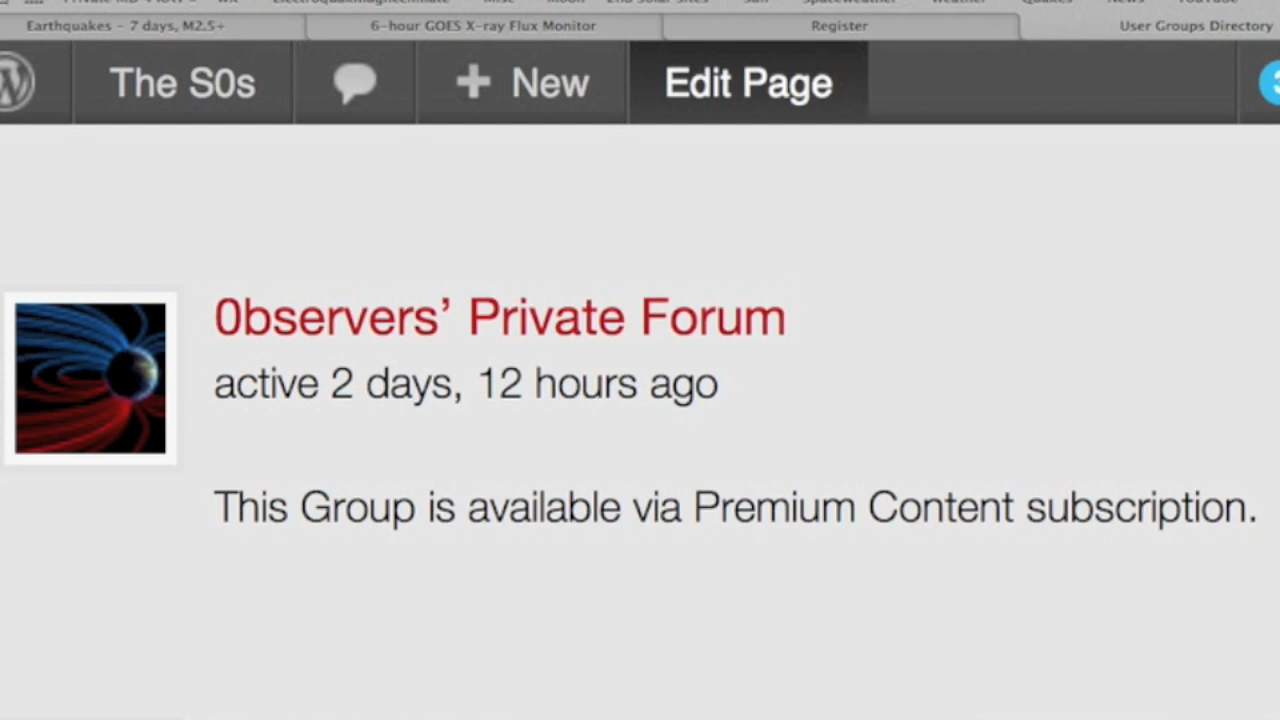 Earthquakes - 7 days, M2.5+ 6-hour GOES X-ray Flux Monitor Register User Groups Directory
The S0s New Edit Page
0bservers' Private Forum
active 2 days, 12 hours ago
This Group is available via Premium Content subscription.